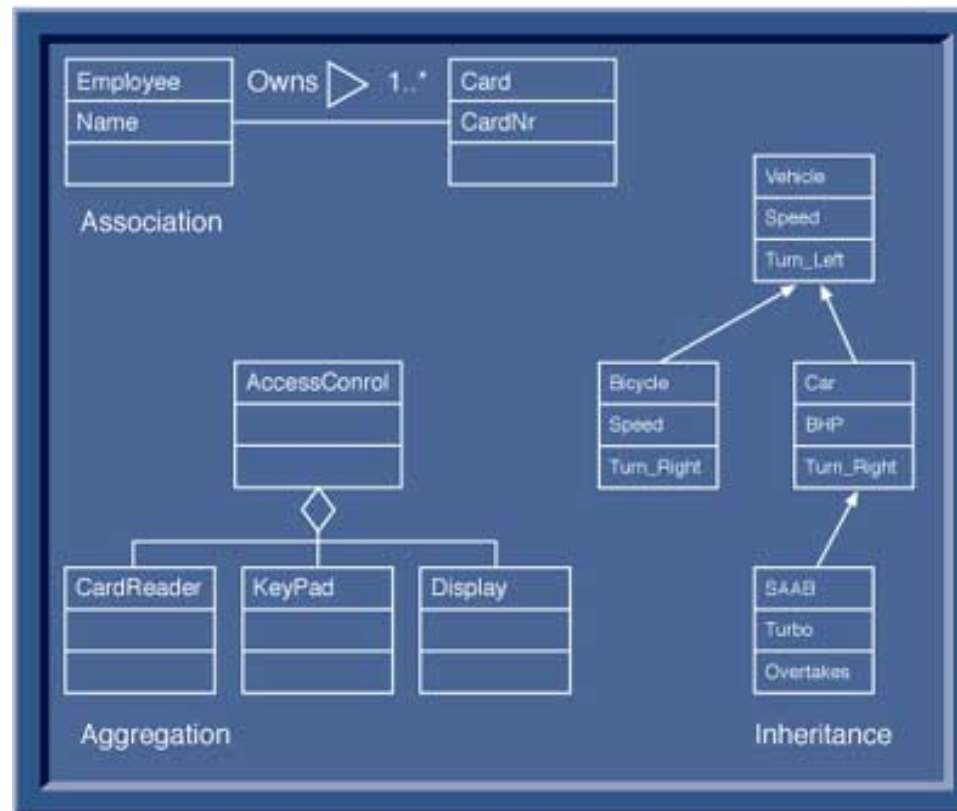 Employee
Name
Owns 1..*
Card
CardNr
Association
Vehicle
Speed
Turn_Left
Bicycle
Speed
Turn_Right
Car
BHP
Turn_Right
SAAB
Turbo
Overtakes
Inheritance
AccessConrol
CardReader
KeyPad
Display
Aggregation